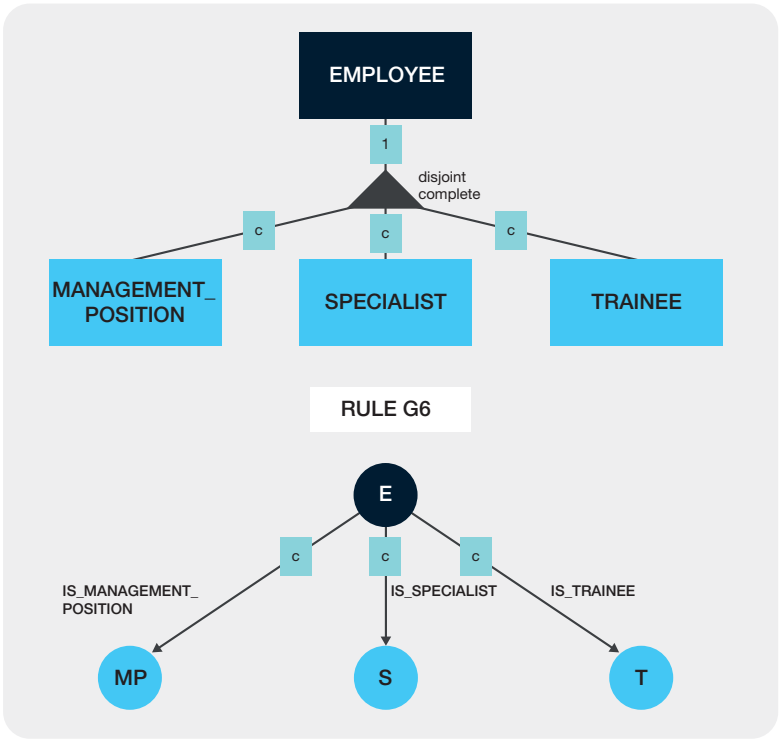 EMPLOYEE
1
disjoint
complete
c
c
c
MANAGEMENT_
POSITION
SPECIALIST
TRAINEE
RULE G6
E
c
c
c
IS_MANAGEMENT_
POSITION
IS_SPECIALIST
IS_TRAINEE
MP
S
T